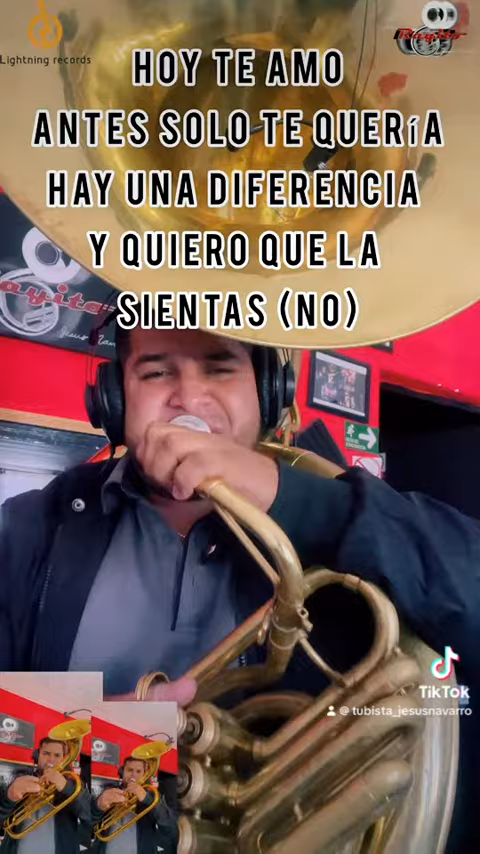 Lightning records
Rayito
HOY TE AMO
ANTES SOLO TE QUERíA
HAY UNA DIFERENCIA
Y QUIERO QUE LA
SIENTAS (NO)
TikTok
@tubista_jesusnavarro